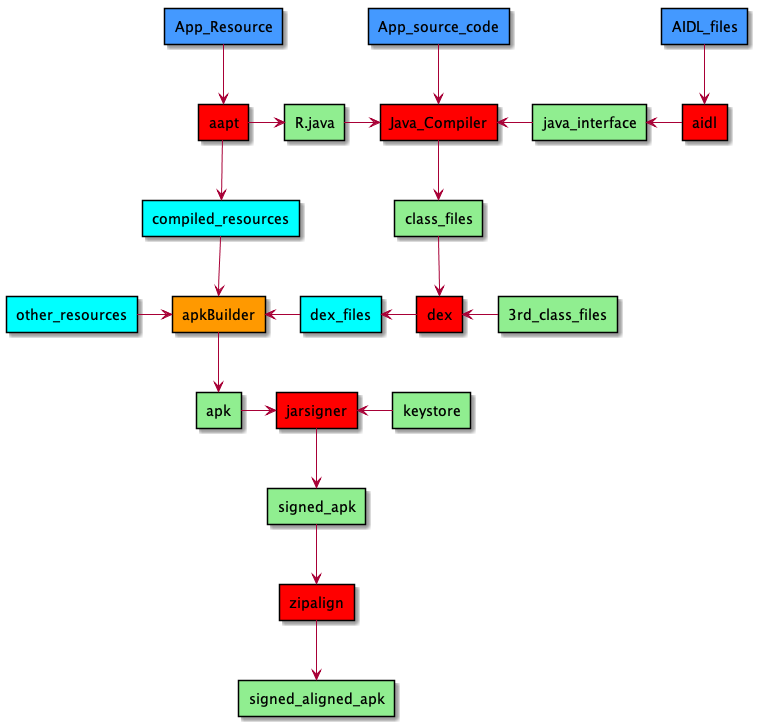 App_Resource
App_source_code
AIDL_files
aapt
R.java
Java_Compiler
java_interface
aidl
compiled_resources
class_files
other_resources
apkBuilder
dex_files
dex
3rd_class_files
apk
jarsigner
keystore
signed_apk
zipalign
signed_aligned_apk